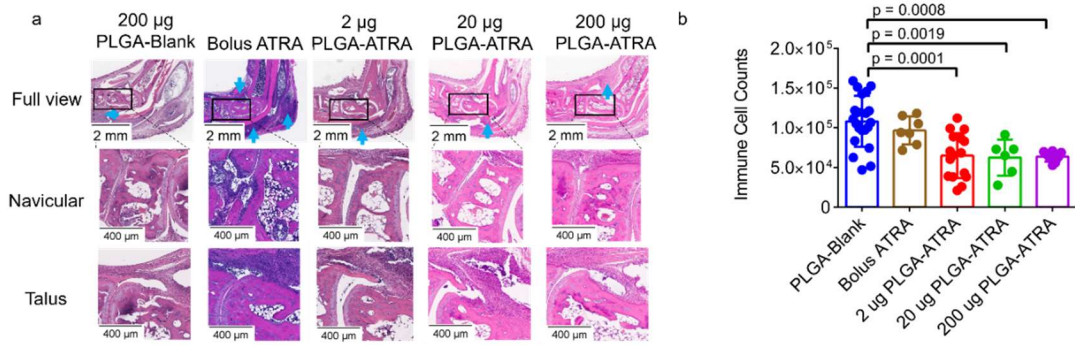 a
200 µg
PLGA-Blank
Bolus ATRA
2 µg
PLGA-ATRA
20 µg
PLGA-ATRA
200 µg
PLGA-ATRA
Full view
2 mm
2 mm
2 mm
2 mm
2 mm
Navicular
400 µm
400 µm
400 µm
400 µm
400 µm
Talus
400 µm
400 µm
400 µm
400 µm
400 µm
b
p = 0.0008
p = 0.0019
p = 0.0001
Immune Cell Counts
2.0×10⁵
1.5×10⁵
1.0×10⁵
5.0×10⁴
0
PLGA-Blank
Bolus ATRA
2 ug PLGA-ATRA
20 ug PLGA-ATRA
200 ug PLGA-ATRA